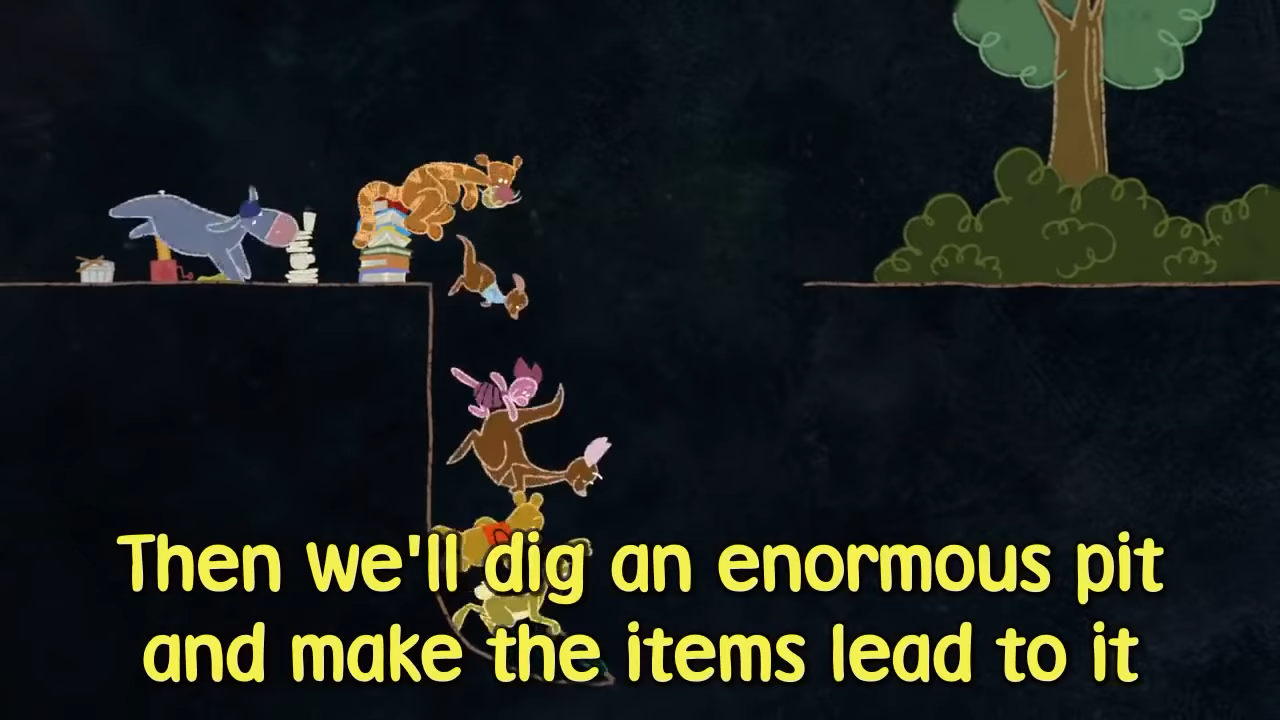 Then we'll dig an enormous pit
and make the items lead to it